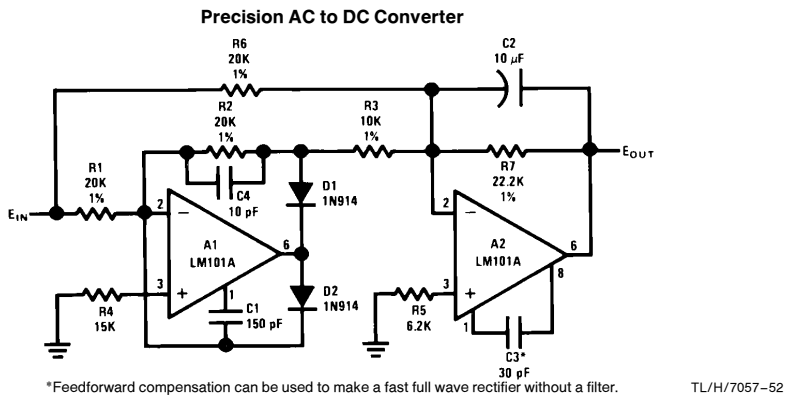 Precision AC to DC Converter
R6
20K
1%
C2
10 μF
R2
20K
1%
R3
10K
1%
R1
20K
1%
C4
10 pF
D1
1N914
R7
22.2K
1%
EOUT
EIN
2
−
A1
LM101A
6
3
+
1
R4
15K
C1
150 pF
D2
1N914
2
−
A2
LM101A
6
8
3
+
1
R5
6.2K
C3*
30 pF
*Feedforward compensation can be used to make a fast full wave rectifier without a filter.
TL/H/7057–52